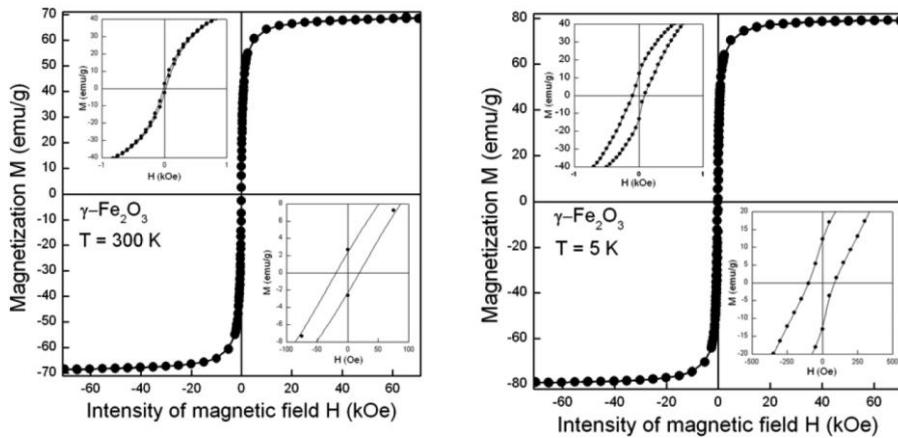 70
60
50
40
30
20
10
0
-10
-20
-30
-40
-50
-60
-70
-60 -40 -20 0 20 40 60
Magnetization M (emu/g)
Intensity of magnetic field H (kOe)
γ–Fe₂O₃
T = 300 K
40
30
20
10
0
-10
-20
-30
-40
-1 0 1
M (emu/g)
H (kOe)
8
6
4
2
0
-2
-4
-6
-8
-100 -50 0 50 100
M (emu/g)
H (Oe)
80
60
40
20
0
-20
-40
-60
-80
-60 -40 -20 0 20 40 60
Magnetization M (emu/g)
Intensity of magnetic field H (kOe)
γ–Fe₂O₃
T = 5 K
40
30
20
10
0
-10
-20
-30
-40
-1 0 1
M (emu/g)
H (kOe)
20
15
10
5
0
-5
-10
-15
-20
-500 -250 0 250 500
M (emu/g)
H (Oe)